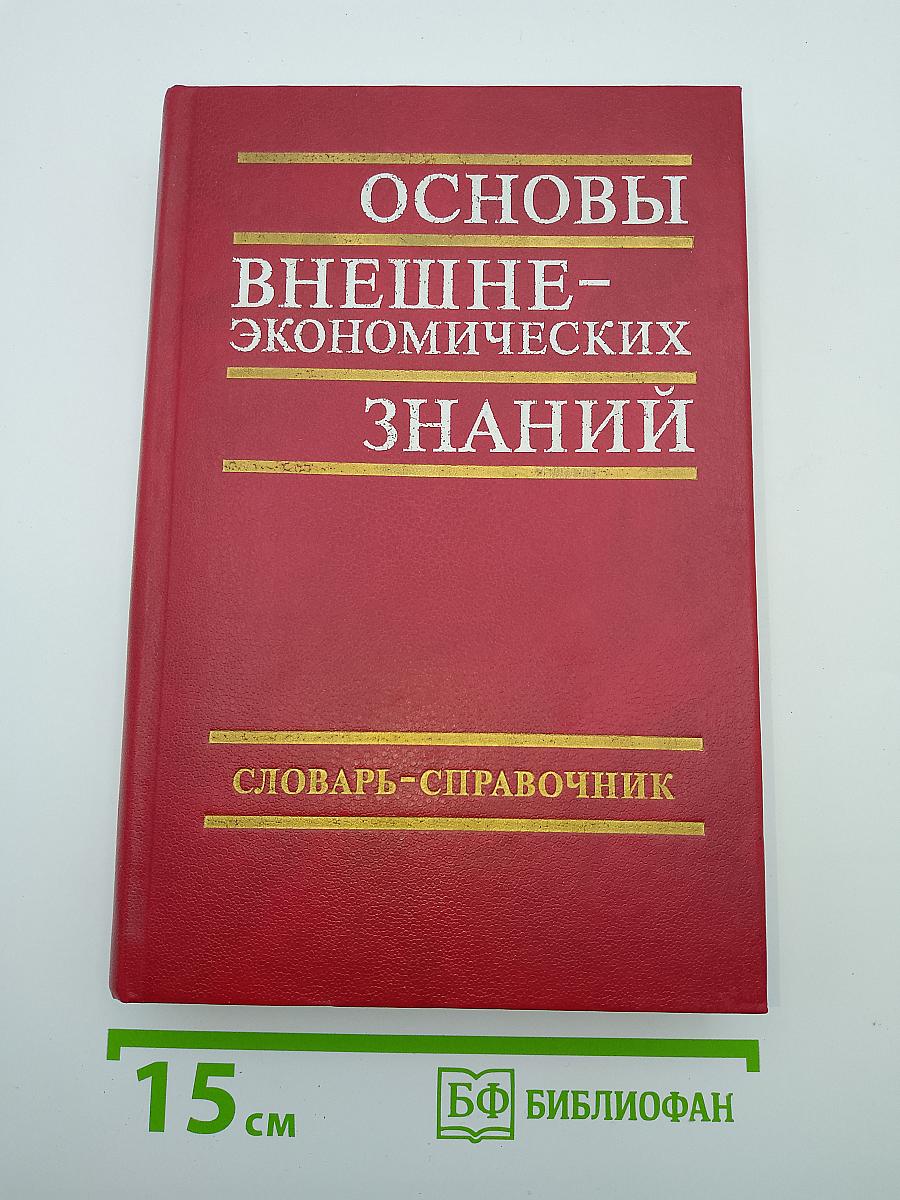 ОСНОВЫ
ВНЕШНЕ-
ЭКОНОМИЧЕСКИХ
ЗНАНИЙ
СЛОВАРЬ-СПРАВОЧНИК
15 см
БФ БИБЛИОФАН